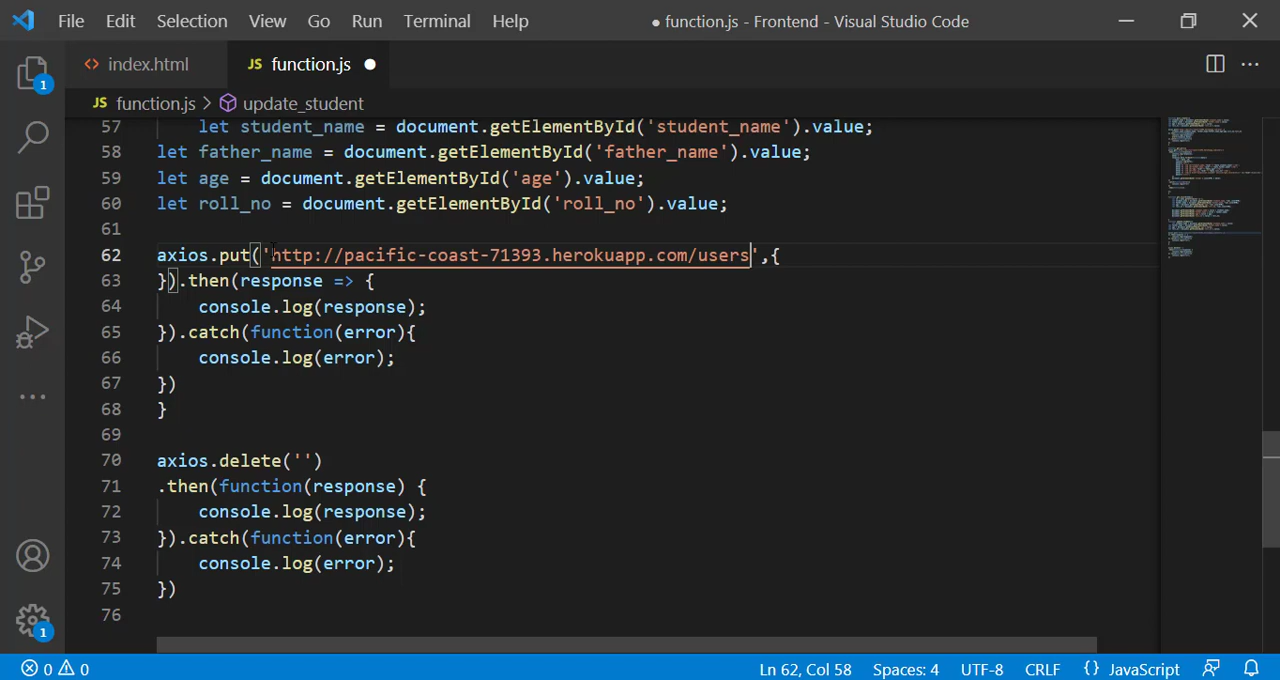 File Edit Selection View Go Run Terminal Help ● function.js - Frontend - Visual Studio Code
<> index.html JS function.js ●
JS function.js > update_student
57 let student_name = document.getElementById('student_name').value;
58 let father_name = document.getElementById('father_name').value;
59 let age = document.getElementById('age').value;
60 let roll_no = document.getElementById('roll_no').value;
61
62 axios.put('http://pacific-coast-71393.herokuapp.com/users',{
63 }).then(response => {
64 console.log(response);
65 }).catch(function(error){
66 console.log(error);
67 })
68 }
69
70 axios.delete('')
71 .then(function(response) {
72 console.log(response);
73 }).catch(function(error){
74 console.log(error);
75 })
76
1
1
0 0 Ln 62, Col 58 Spaces: 4 UTF-8 CRLF {} JavaScript